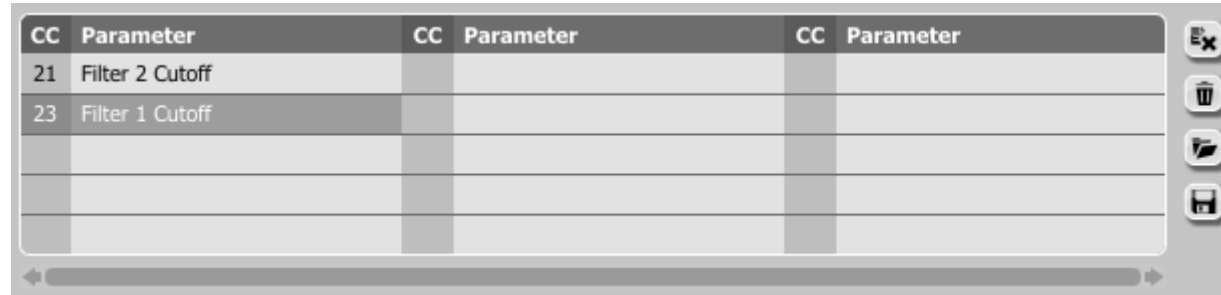 CC Parameter CC Parameter CC Parameter
21 Filter 2 Cutoff
23 Filter 1 Cutoff